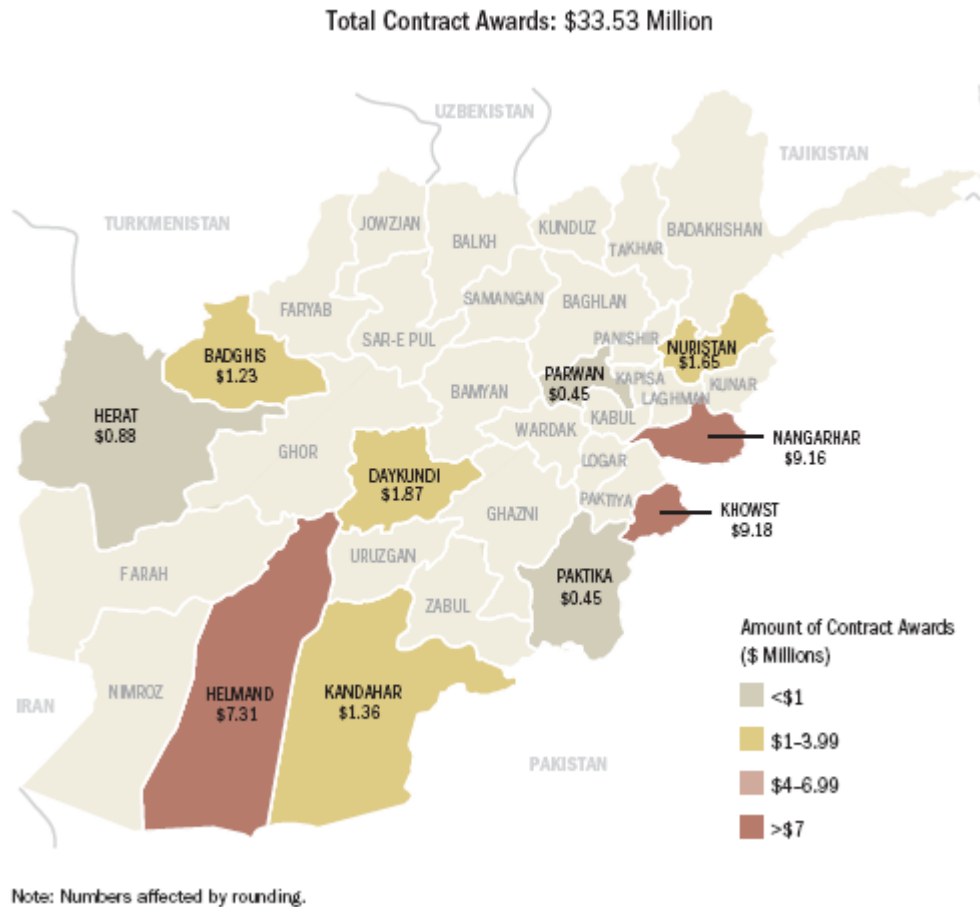 Total Contract Awards: $33.53 Million
UZBEKISTAN
TAJIKISTAN
TURKMENISTAN
JOWZJAN
BALKH
KUNDUZ
TAKHAR
BADAKHSHAN
FARYAB
SAMANGAN
BAGHLAN
SAR-E PUL
PANJSHIR
NURISTAN
$1.65
BADGHIS
$1.23
PARWAN
$0.45
KAPISA
KUNAR
LAGHMAN
BAMYAN
KABUL
WARDAK
HERAT
$0.88
GHOR
NANGARHAR
$9.16
LOGAR
DAYKUNDI
$1.87
PAKTIYA
KHOWST
$9.18
GHAZNI
URUZGAN
FARAH
PAKTIKA
$0.45
ZABUL
NIMROZ
HELMAND
$7.31
KANDAHAR
$1.36
IRAN
PAKISTAN
Amount of Contract Awards
($ Millions)
<$1
$1–3.99
$4–6.99
>$7
Note: Numbers affected by rounding.